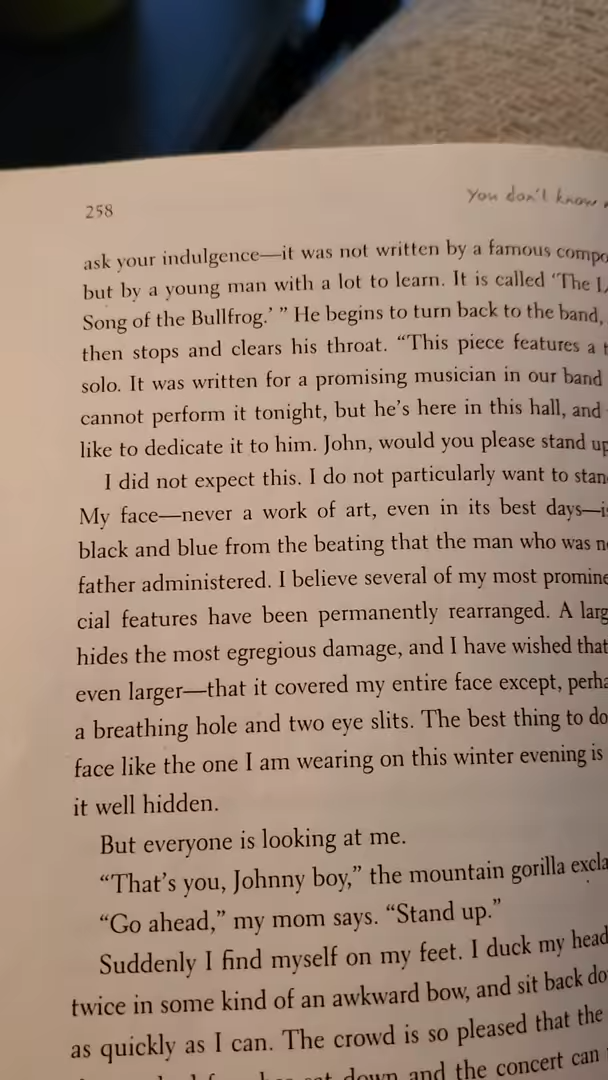 258
You don't know
ask your indulgence—it was not written by a famous
but by a young man with a lot to learn. It is called 'The
Song of the Bullfrog.' ” He begins to turn back to the band,
then stops and clears his throat. “This piece features a
solo. It was written for a promising musician in our band
cannot perform it tonight, but he's here in this hall, and
like to dedicate it to him. John, would you please stand up
I did not expect this. I do not particularly want to
My face—never a work of art, even in its best days—
black and blue from the beating that the man who was
father administered. I believe several of my most
cial features have been permanently rearranged. A
hides the most egregious damage, and I have wished that
even larger—that it covered my entire face except,
a breathing hole and two eye slits. The best thing to do
face like the one I am wearing on this winter evening is
it well hidden.
But everyone is looking at me.
“That's you, Johnny boy,” the mountain gorilla
“Go ahead,” my mom says. “Stand up.”
Suddenly I find myself on my feet. I duck my head
twice in some kind of an awkward bow, and sit back
as quickly as I can. The crowd is so pleased that the
down and the concert can